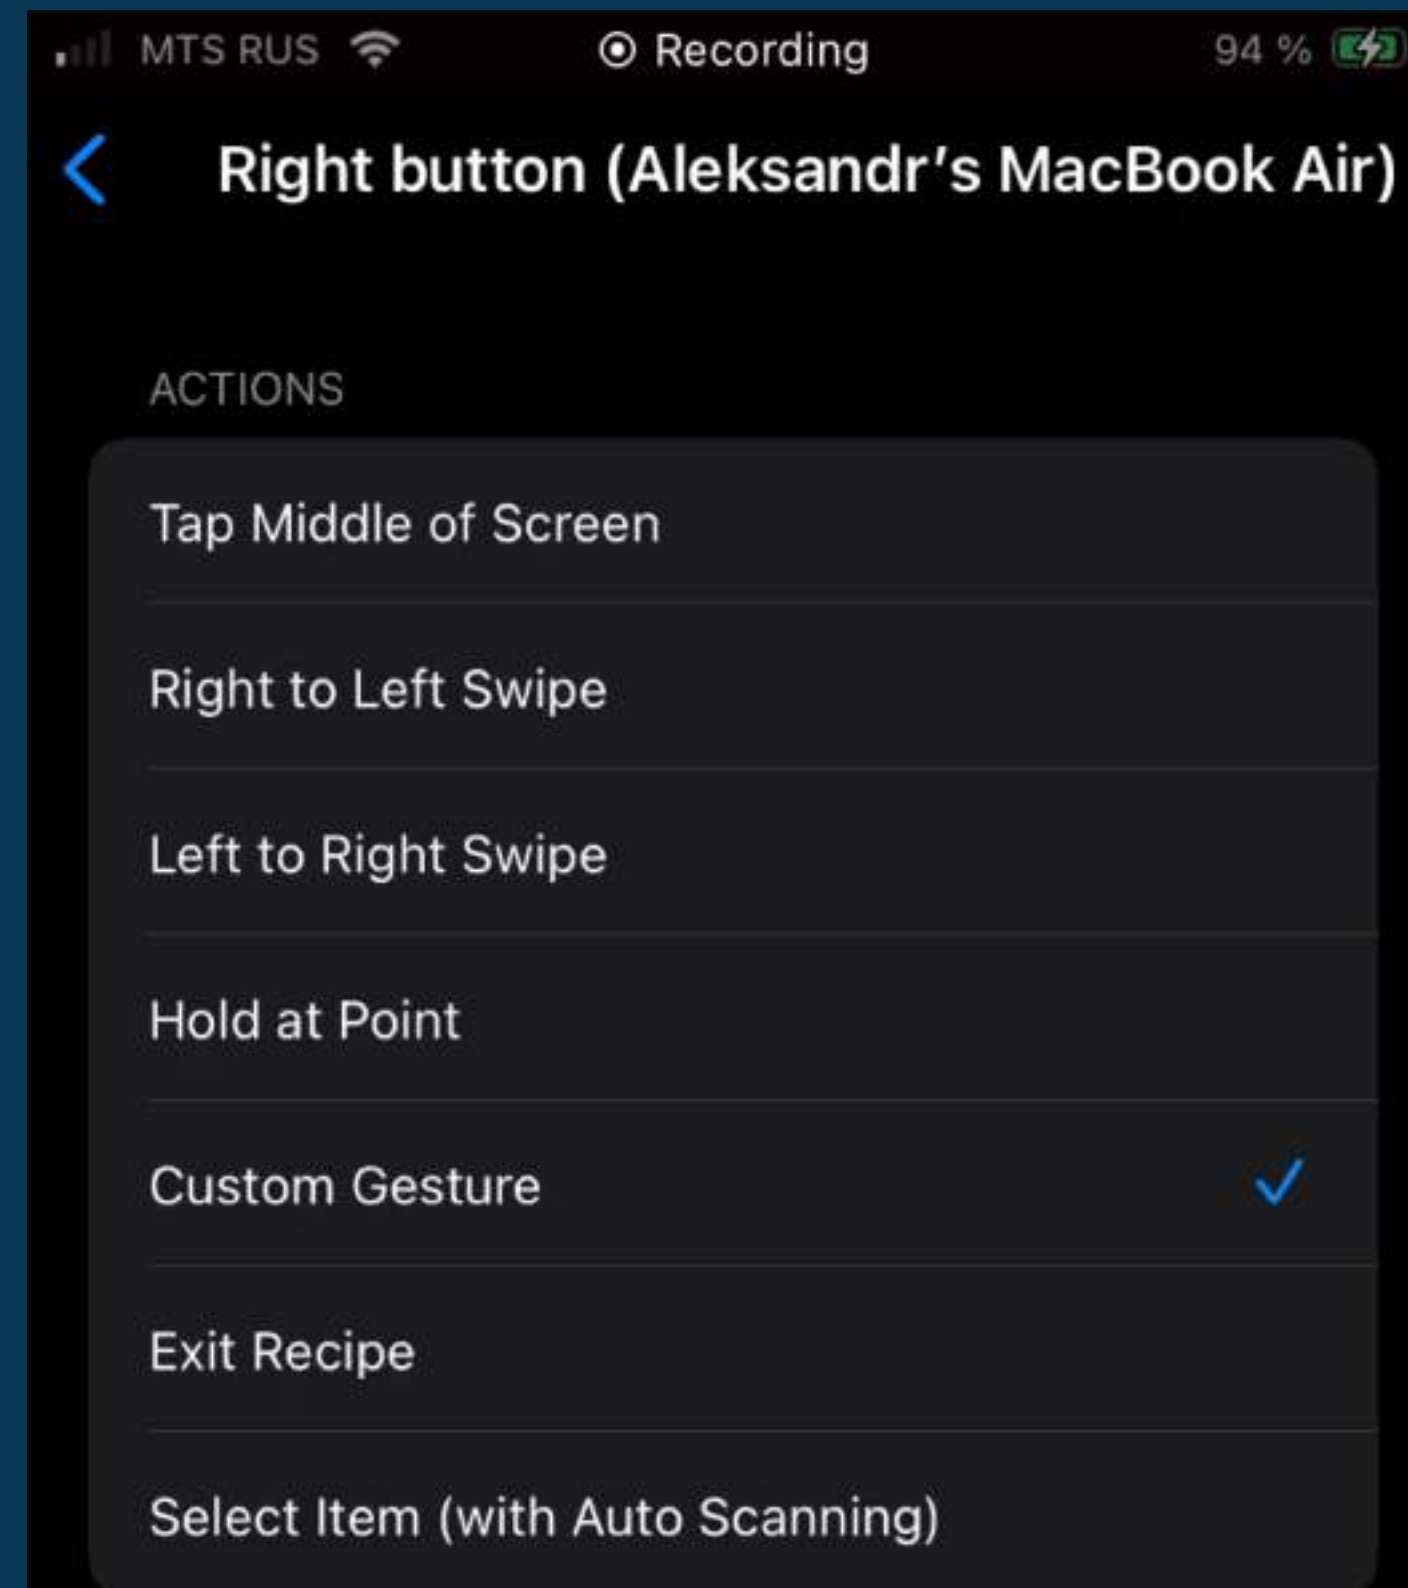 MTS RUS Recording 94 %
Right button (Aleksandr's MacBook Air)
ACTIONS
Tap Middle of Screen
Right to Left Swipe
Left to Right Swipe
Hold at Point
Custom Gesture
Exit Recipe
Select Item (with Auto Scanning)